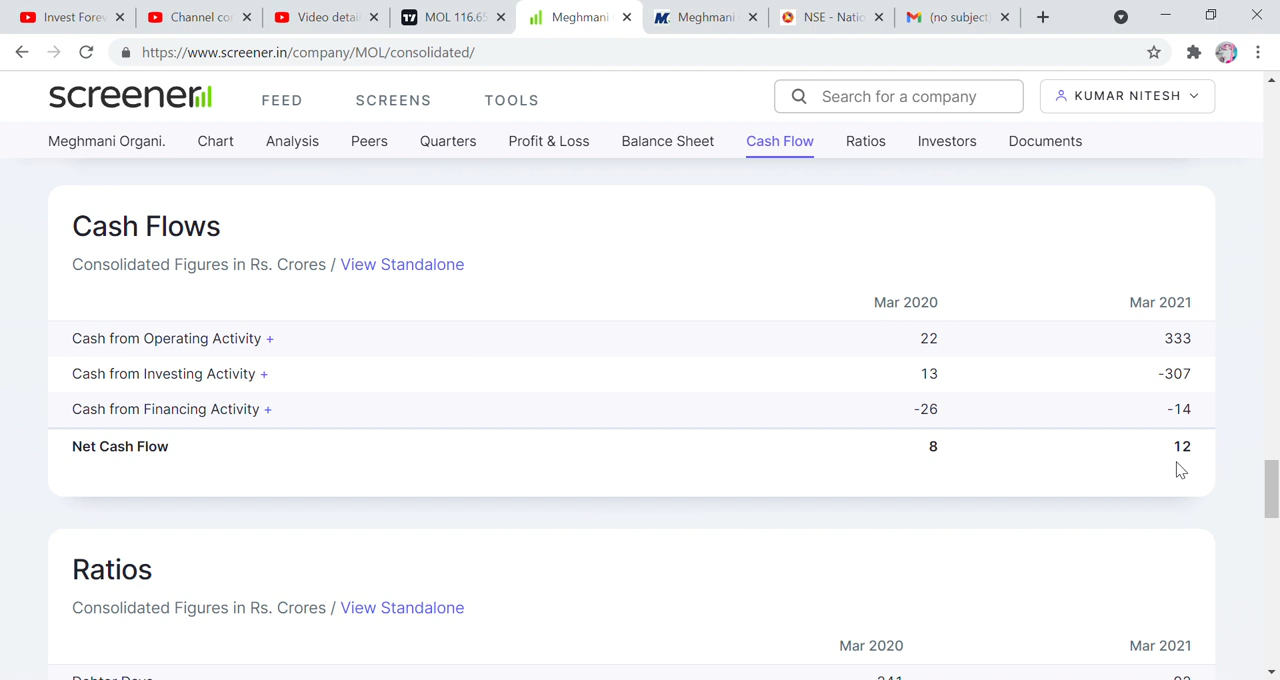 Invest Forev
Channel co
Video detai
MOL 116.6
Meghmani
Meghmani
NSE - Natio
(no subject
https://www.screener.in/company/MOL/consolidated/
screener
FEED
SCREENS
TOOLS
Search for a company
KUMAR NITESH
Meghmani Organi.
Chart
Analysis
Peers
Quarters
Profit & Loss
Balance Sheet
Cash Flow
Ratios
Investors
Documents
Cash Flows
Consolidated Figures in Rs. Crores / View Standalone
Mar 2020 Mar 2021
Cash from Operating Activity + 22 333
Cash from Investing Activity + 13 -307
Cash from Financing Activity + -26 -14
Net Cash Flow 8 12
Ratios
Consolidated Figures in Rs. Crores / View Standalone
Mar 2020 Mar 2021